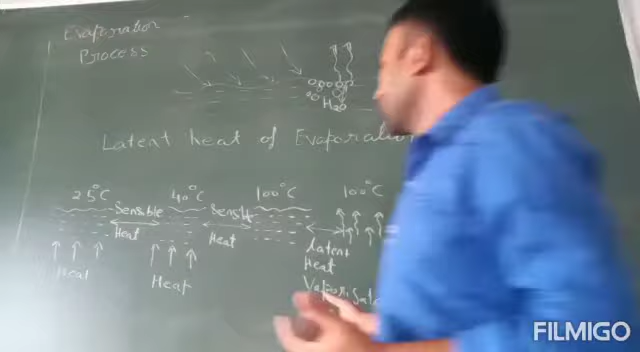 Evaporation
Process
H2O
Latent heat of Evaporation
25°C 40°C 100°C 100°C
Sensible Sensible
Heat Heat
Latent
Heat
Heat Heat
FILMIGO